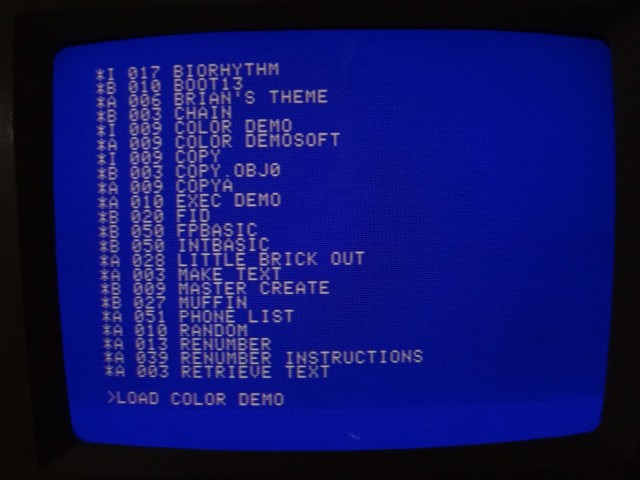 *I 017 BIORHYTHM
*B 010 BOOT13
*A 006 BRIAN'S THEME
*B 003 CHAIN
*I 009 COLOR DEMO
*A 009 COLOR DEMOSOFT
*I 009 COPY
*B 003 COPY.OBJ0
*A 009 COPYA
*A 010 EXEC DEMO
*B 020 FID
*B 050 FPBASIC
*B 050 INTBASIC
*A 028 LITTLE BRICK OUT
*A 003 MAKE TEXT
*B 009 MASTER CREATE
*B 027 MUFFIN
*A 051 PHONE LIST
*A 010 RANDOM
*A 013 RENUMBER
*A 039 RENUMBER INSTRUCTIONS
*A 003 RETRIEVE TEXT
>LOAD COLOR DEMO